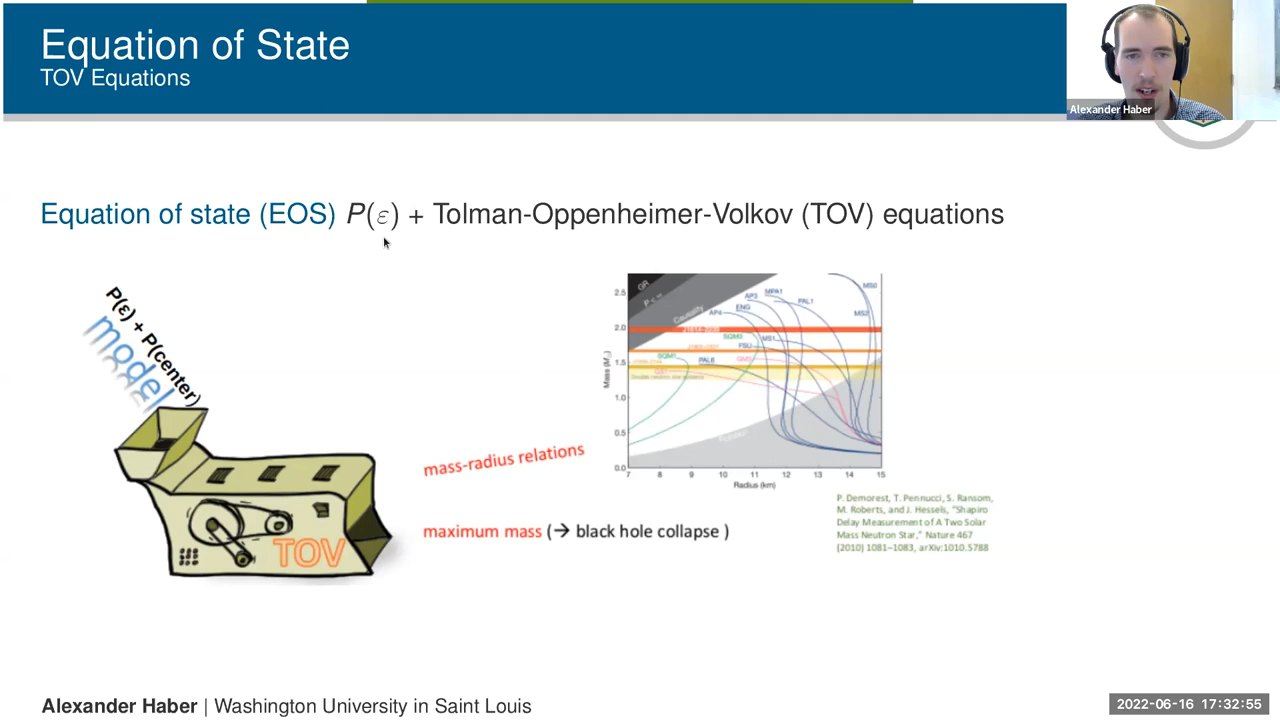 Equation of State
TOV Equations
Alexander Haber
Equation of state (EOS) P(ε) + Tolman-Oppenheimer-Volkov (TOV) equations
P(ε) + P(center)
model
TOV
mass-radius relations
maximum mass (→ black hole collapse )
GR
Causality
AP3
MPA1
ENG
AP4
PAL1
MS0
MS2
J1614-2230
SQM3
MS1
FSU
SQM1
PAL6
GM3
GS1
Rotation
Mass (M☉)
2.5
2.0
1.5
1.0
0.5
0.0
7 8 9 10 11 12 13 14 15
Radius (km)
P. Demorest, T. Pennucci, S. Ransom,
M. Roberts, and J. Hessels, "Shapiro
Delay Measurement of A Two Solar
Mass Neutron Star," Nature 467
(2010) 1081–1083, arXiv:1010.5788
Alexander Haber | Washington University in Saint Louis
2022-06-16 17:32:55